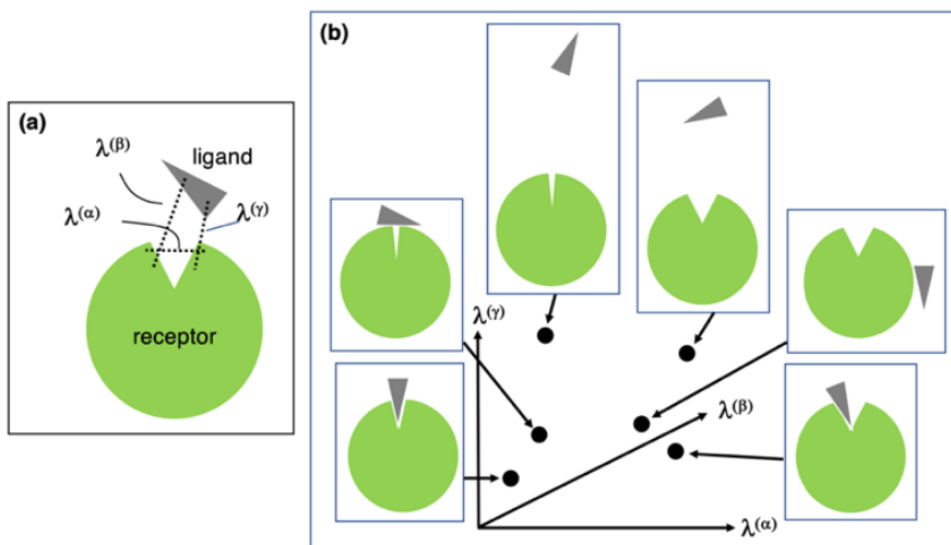 (a)
λ(β)
ligand
λ(α)
λ(γ)
receptor
(b)
λ(γ)
λ(β)
λ(α)